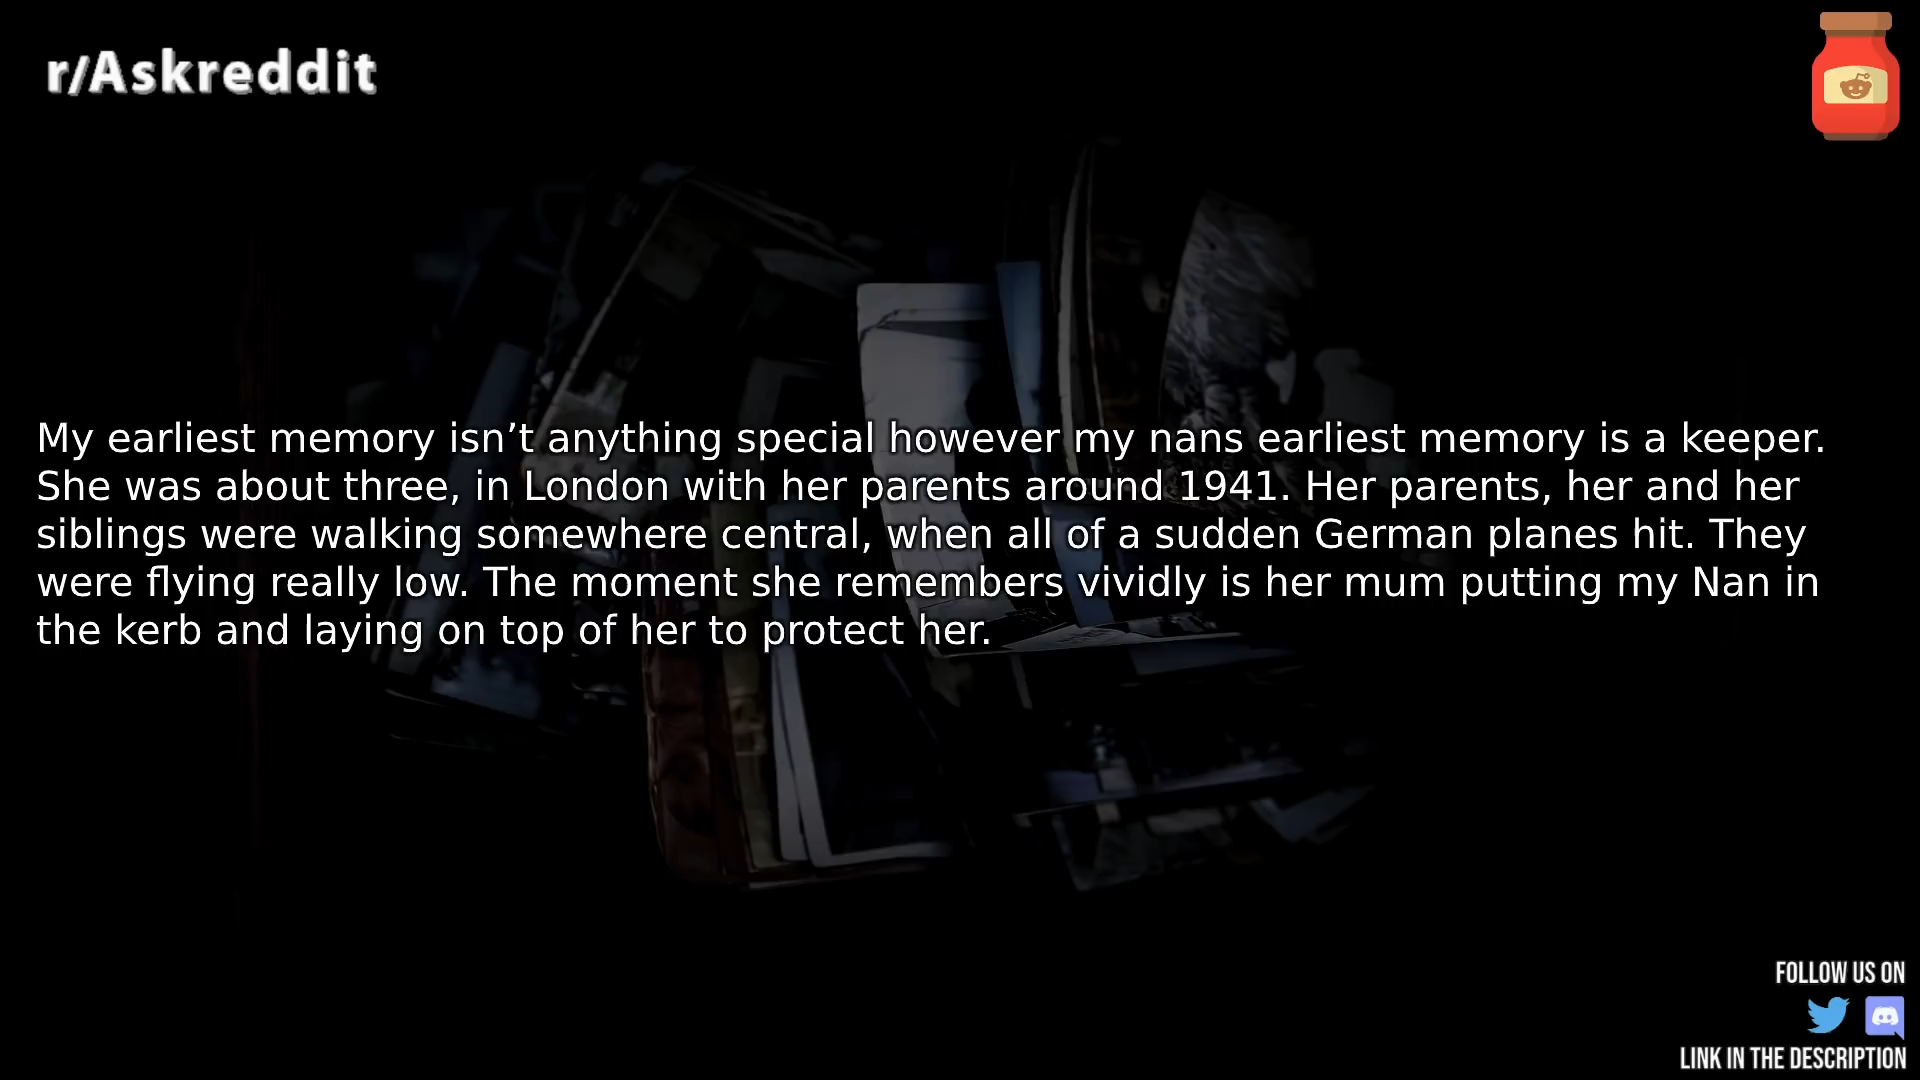 r/Askreddit
My earliest memory isn’t anything special however my nans earliest memory is a keeper.
She was about three, in London with her parents around 1941. Her parents, her and her
siblings were walking somewhere central, when all of a sudden German planes hit. They
were flying really low. The moment she remembers vividly is her mum putting my Nan in
the kerb and laying on top of her to protect her.
FOLLOW US ON
LINK IN THE DESCRIPTION